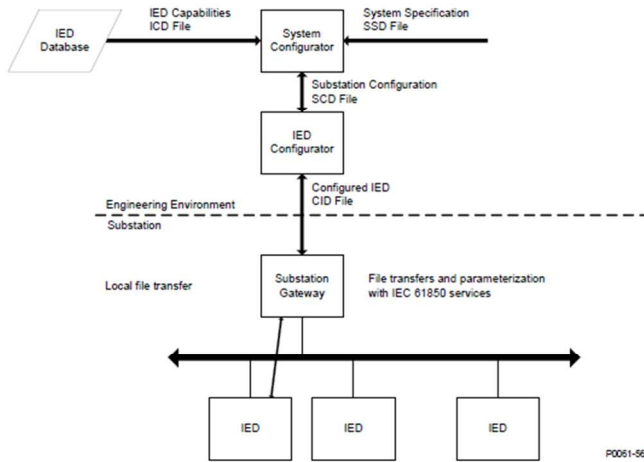 IED
Database
IED Capabilities
ICD File
System
Configurator
System Specification
SSD File
Substation Configuration
SCD File
IED
Configurator
Configured IED
CID File
Engineering Environment
Substation
Local file transfer
Substation
Gateway
File transfers and parameterization
with IEC 61850 services
IED
IED
IED